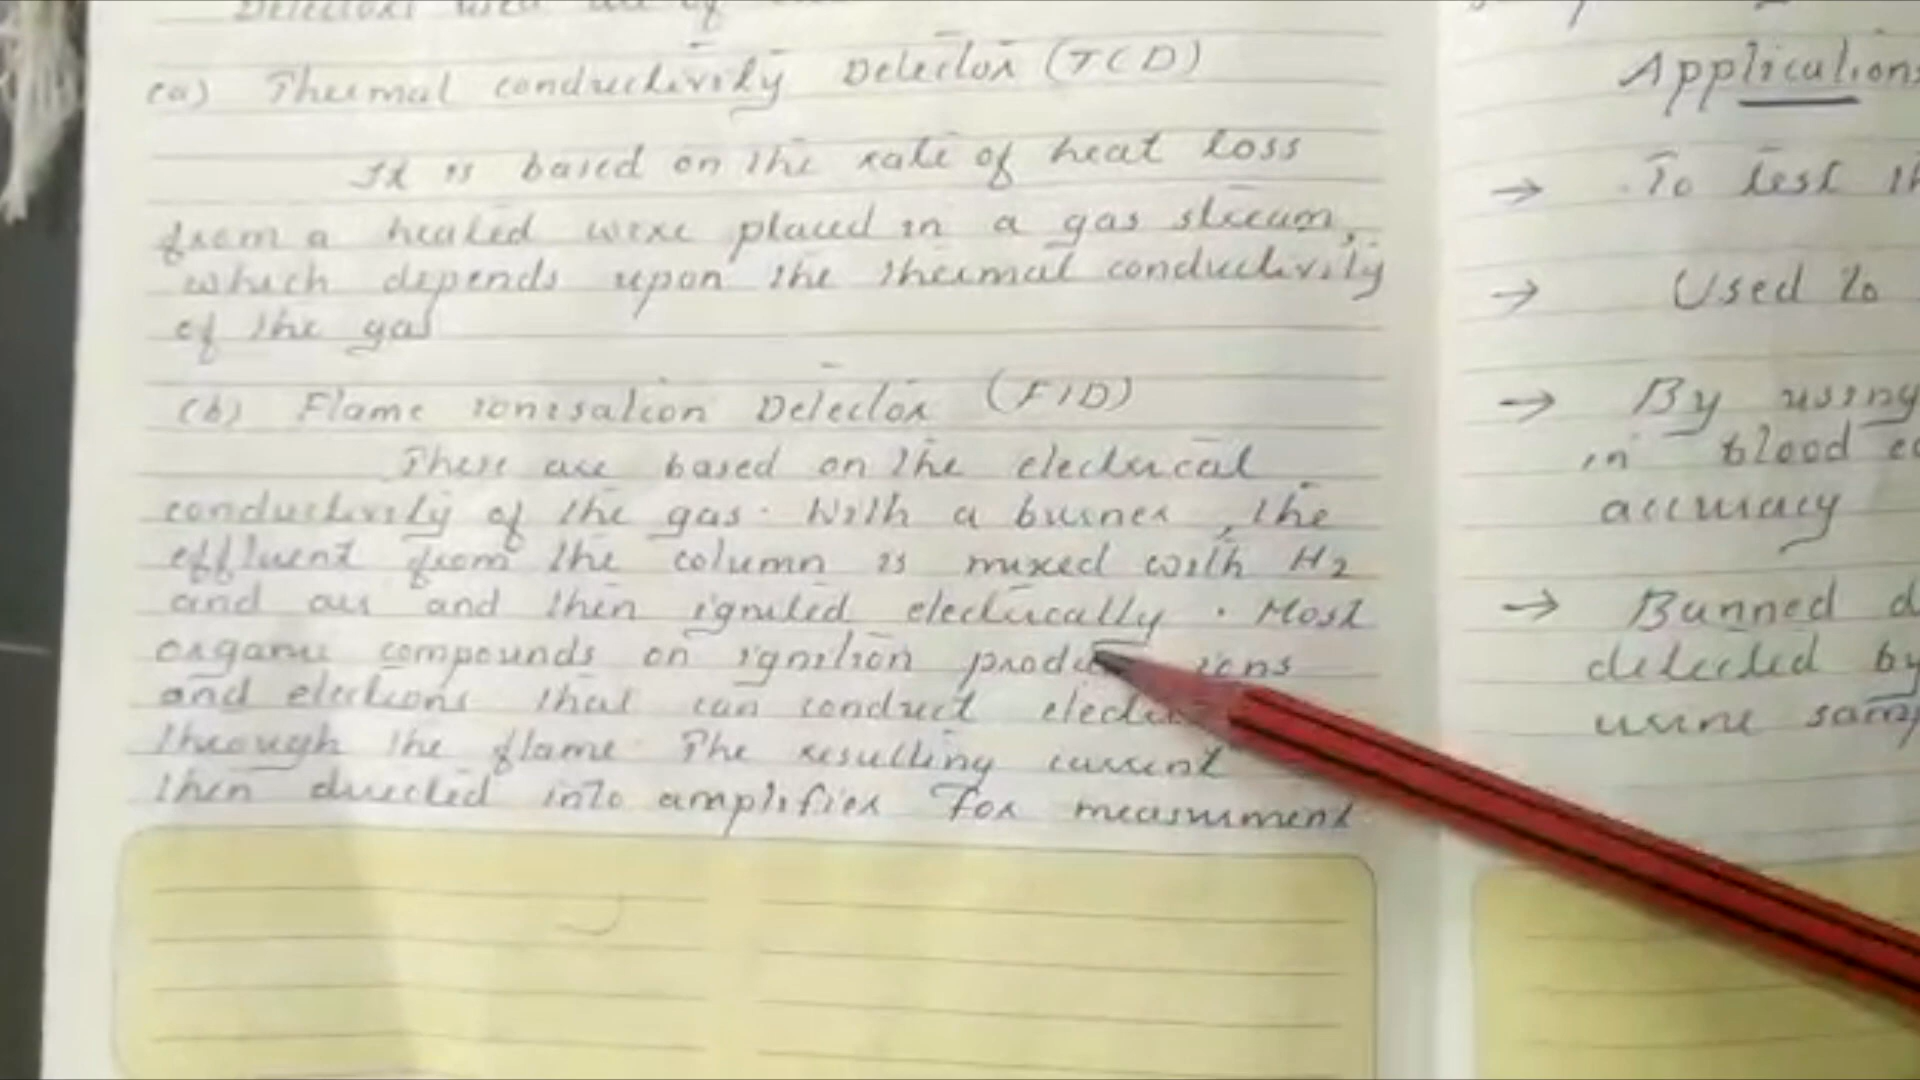 Detectors used are of
(a) Thermal conductivity Detector (TCD)
It is based on the rate of heat loss
from a heated wire placed in a gas stream,
which depends upon the thermal conductivity
of the gas
(b) Flame ionisation Detector (FID)
These are based on the electrical
conductivity of the gas. With a burner, the
effluent from the column is mixed with H2
and air and then ignited electrically. Most
organic compounds on ignition ions
and electrons that can conduct
through the flame. The resulting current
then directed into amplifier for measurment
Applications
→ To test
→ Used to
→ By using
in blood
accuracy
→ Banned
detected by
urine